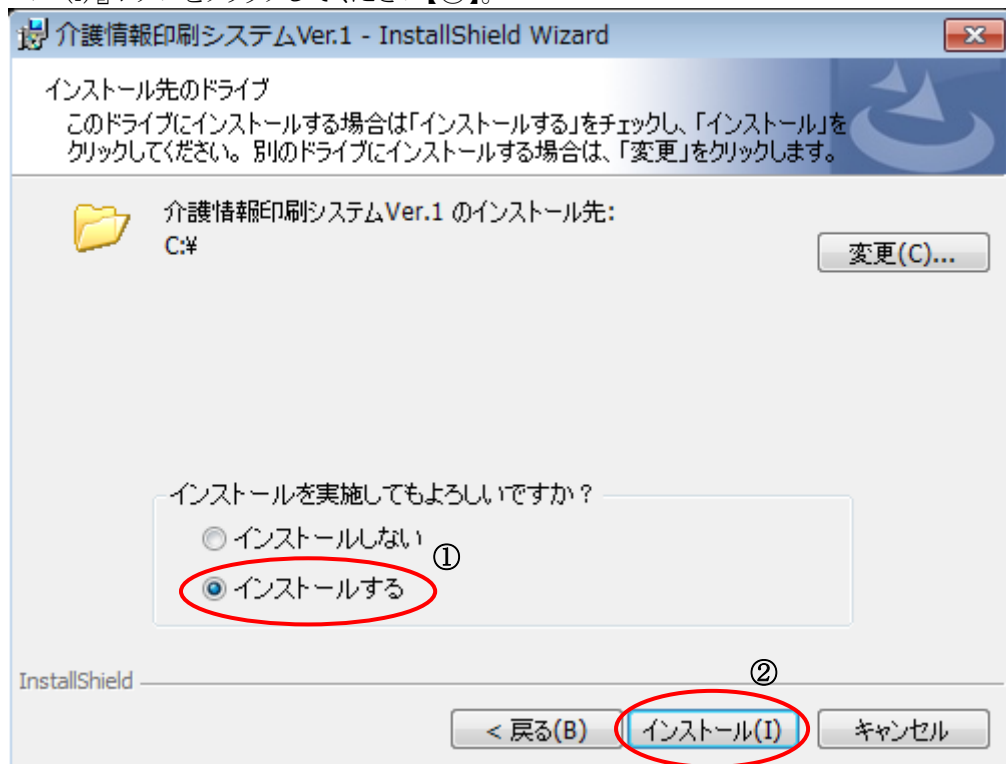 介護情報印刷システムVer.1 - InstallShield Wizard
インストール先のドライブ
このドライブにインストールする場合は「インストールする」をチェックし、「インストール」を
クリックしてください。別のドライブにインストールする場合は、「変更」をクリックします。
介護情報印刷システムVer.1 のインストール先:
C:¥
変更(C)...
インストールを実施してもよろしいですか?
インストールしない
①
インストールする
InstallShield
②
< 戻る(B)
インストール(I)
キャンセル